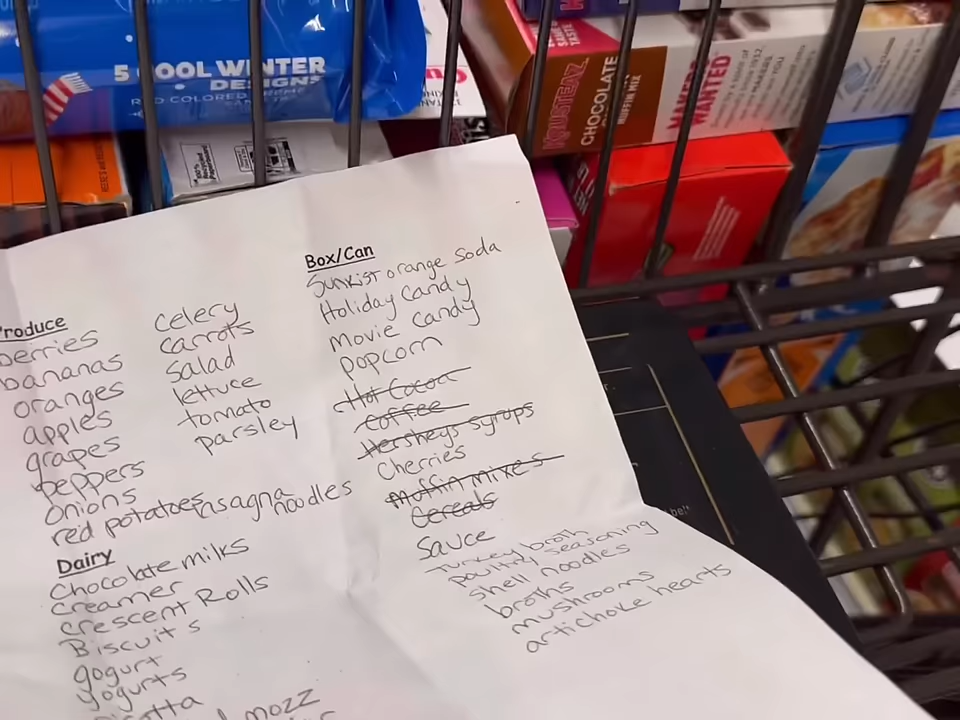 5 COOL WINTER
DESIGNS
KRUSTEAZ
CHOCOLATE
MUFFIN MIX
MAKERS
WANTED
Produce
berries
bananas
oranges
apples
grapes
peppers
onions
red potatoes
celery
carrots
salad
lettuce
tomato
parsley
lasagna noodles
Dairy
Chocolate milks
creamer
crescent Rolls
Biscuits
yogurt
yogurts
mozz
Box/Can
Sunkist orange soda
Holiday Candy
movie candy
popcorn
Hot Cocoa
Coffee
Hersheys syrups
Cherries
muffin mixes
Cereals
Sauce
Turkey broth
poultry seasoning
shell noodles
broths
mushrooms
artichoke hearts